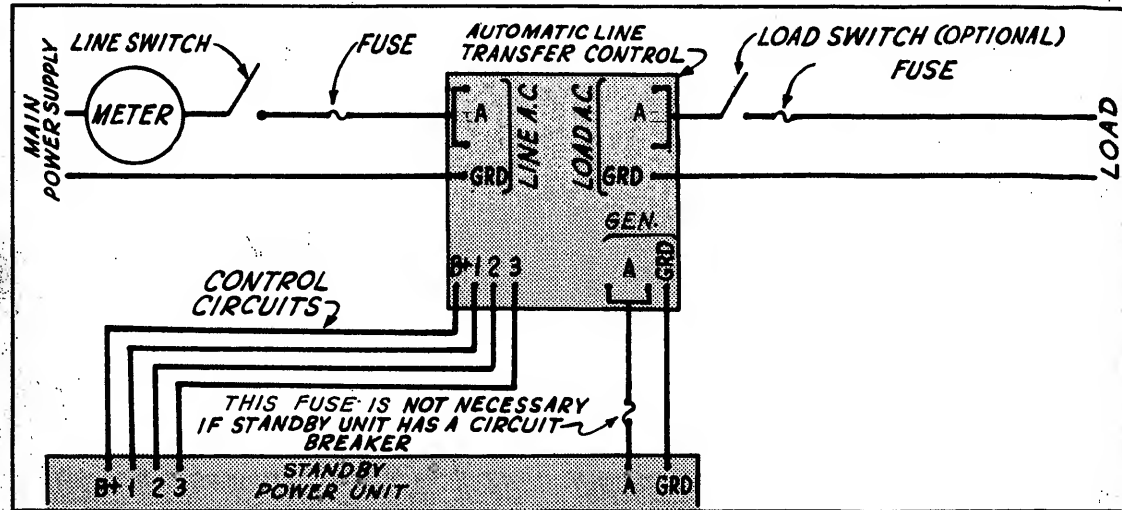 LINE SWITCH
FUSE
AUTOMATIC LINE
TRANSFER CONTROL
LOAD SWITCH (OPTIONAL)
FUSE
MAIN
POWER SUPPLY
METER
A
GRD
LINE A.C.
LOAD A.C.
A
GRD
LOAD
GEN.
A
GRD
B+ 1 2 3
CONTROL
CIRCUITS
THIS FUSE IS NOT NECESSARY
IF STANDBY UNIT HAS A CIRCUIT
BREAKER
B+ 1 2 3
STANDBY
POWER UNIT
A GRD